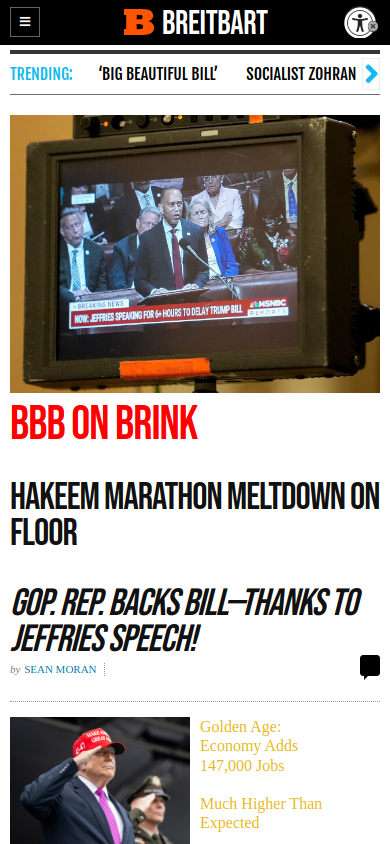 BREITBART
TRENDING: 'BIG BEAUTIFUL BILL' SOCIALIST ZOHRAN
BREAKING NEWS
NOW: JEFFRIES SPEAKING FOR 6+ HOURS TO DELAY TRUMP BILL
MSNBC
REPORTS
BBB ON BRINK
HAKEEM MARATHON MELTDOWN ON
FLOOR
GOP. REP. BACKS BILL—THANKS TO
JEFFRIES SPEECH!
by SEAN MORAN
Golden Age:
Economy Adds
147,000 Jobs
Much Higher Than
Expected